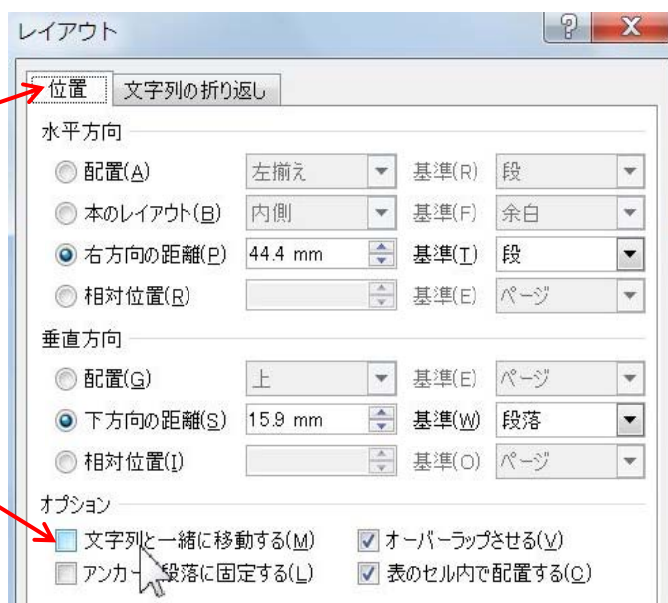 レイアウト
位置 文字列の折り返し
水平方向
配置(A) 左揃え 基準(R) 段
本のレイアウト(B) 内側 基準(F) 余白
右方向の距離(P) 44.4 mm 基準(T) 段
相対位置(R) 基準(E) ページ
垂直方向
配置(G) 上 基準(E) ページ
下方向の距離(S) 15.9 mm 基準(W) 段落
相対位置(I) 基準(O) ページ
オプション
文字列と一緒に移動する(M) オーバーラップさせる(V)
アンカー 段落に固定する(L) 表のセル内で配置する(C)